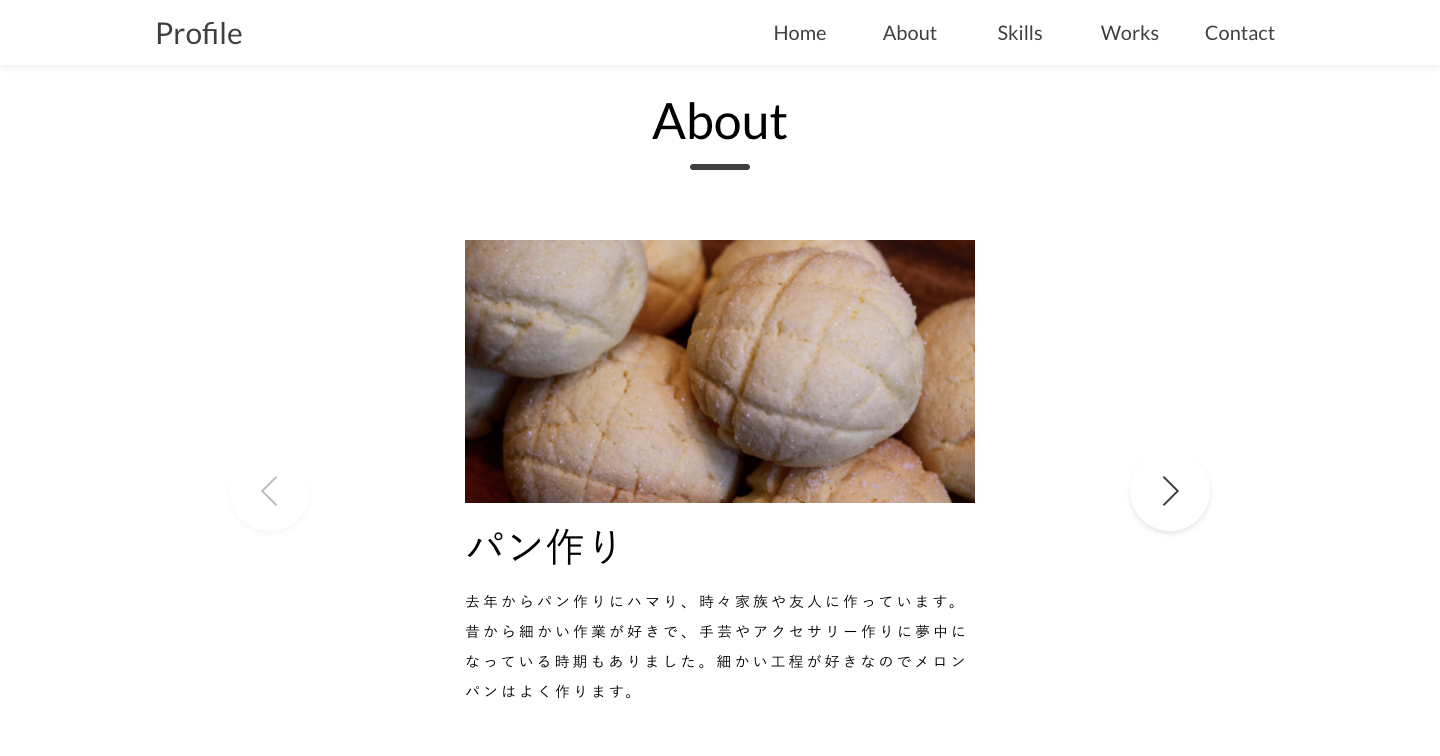 Profile
Home
About
Skills
Works
Contact
About
パン作り
去年からパン作りにハマり、時々家族や友人に作っています。
昔から細かい作業が好きで、手芸やアクセサリー作りに夢中に
なっている時期もありました。細かい工程が好きなのでメロン
パンはよく作ります。